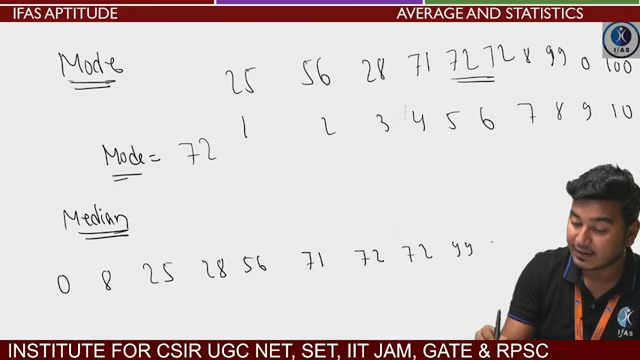 IFAS APTITUDE AVERAGE AND STATISTICS
Mode 25 56 28 71 72 72 8 99 0 100
1 2 3 4 5 6 7 8 9 10
Mode = 72
Median
0 8 25 28 56 71 72 72 99
INSTITUTE FOR CSIR UGC NET, SET, IIT JAM, GATE & RPSC
iFAS
iFAS